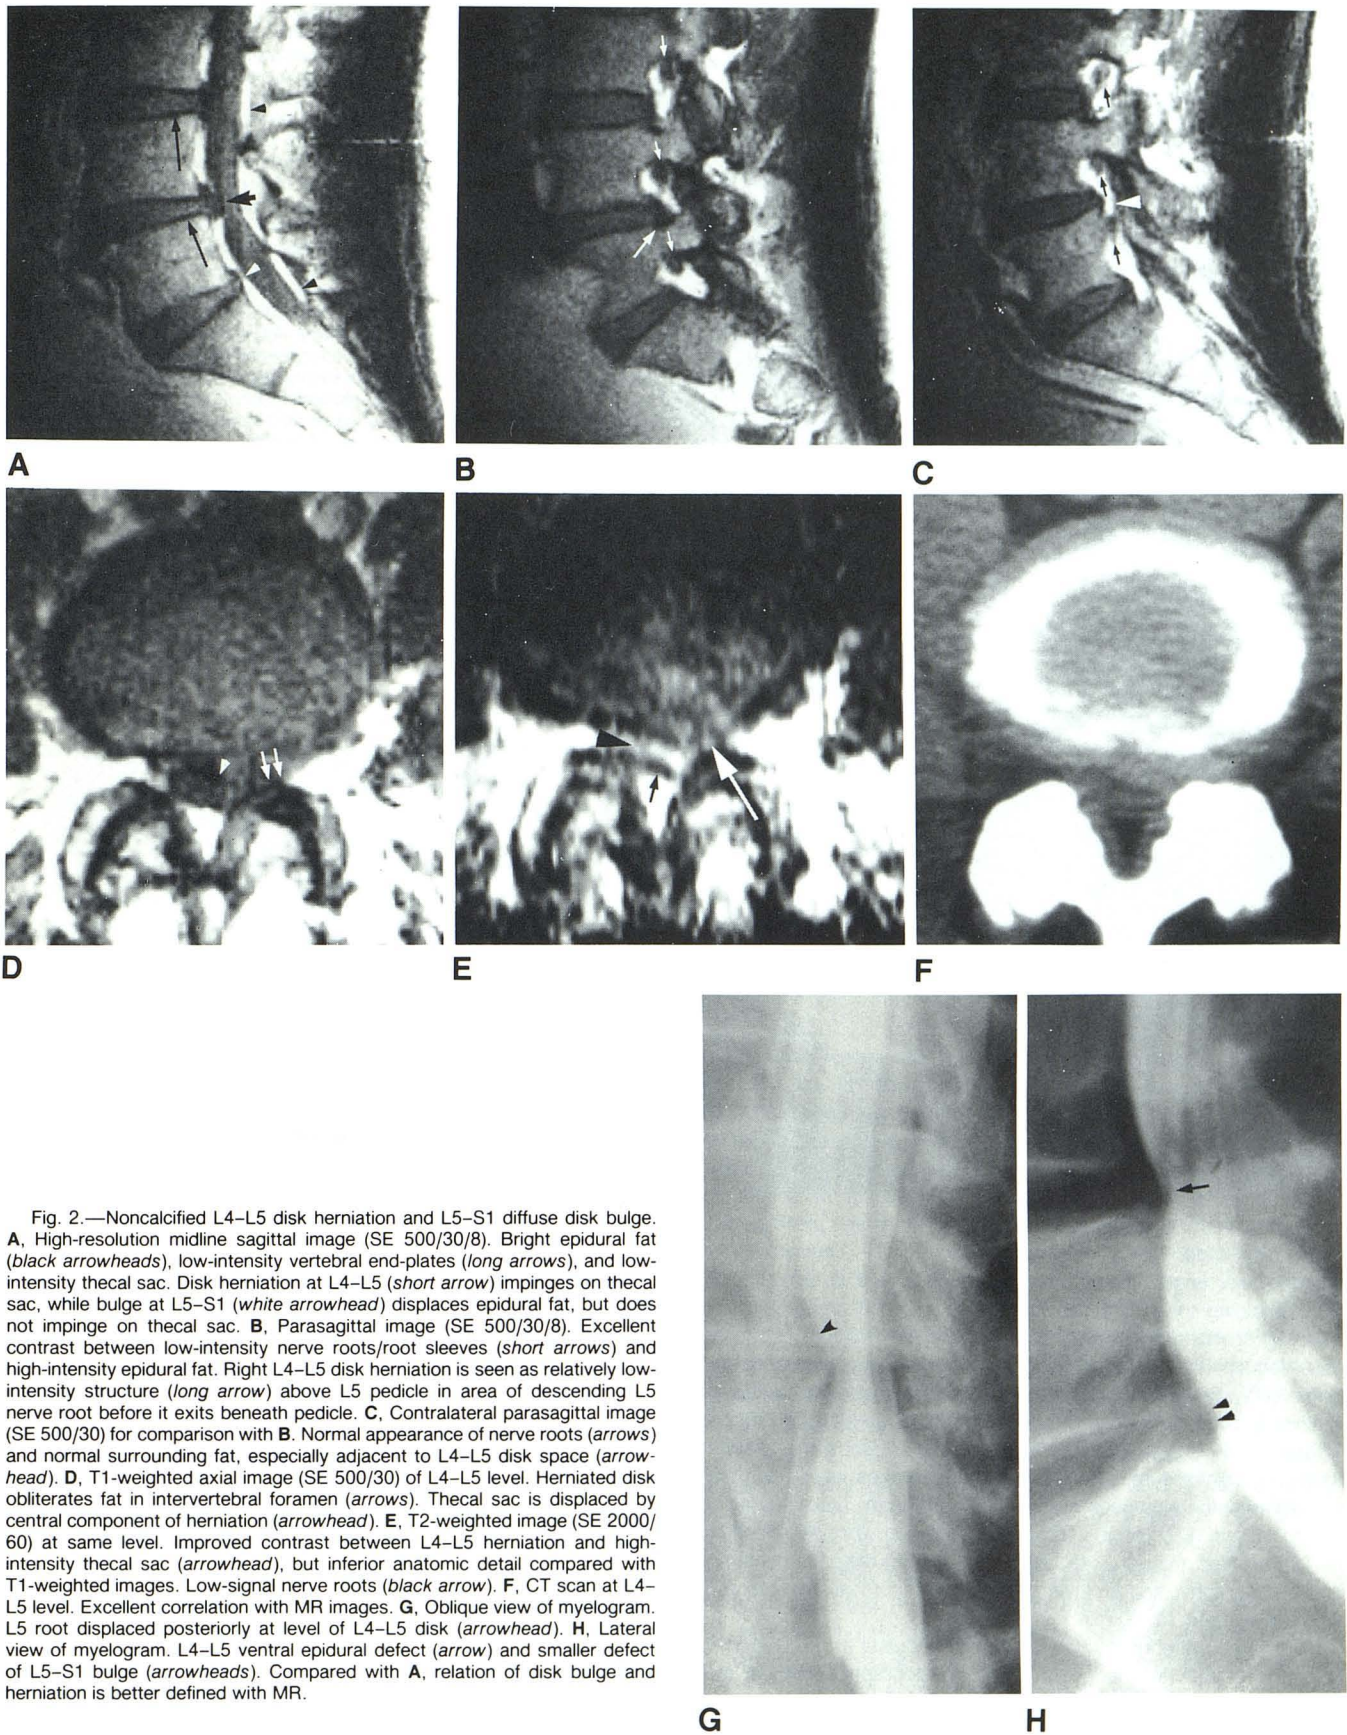 A
B
C
D
E
F
Fig. 2.—Noncalcified L4–L5 disk herniation and L5–S1 diffuse disk bulge.
A, High-resolution midline sagittal image (SE 500/30/8). Bright epidural fat
(black arrowheads), low-intensity vertebral end-plates (long arrows), and low-
intensity thecal sac. Disk herniation at L4–L5 (short arrow) impinges on thecal
sac, while bulge at L5–S1 (white arrowhead) displaces epidural fat, but does
not impinge on thecal sac. B, Parasagittal image (SE 500/30/8). Excellent
contrast between low-intensity nerve roots/root sleeves (short arrows) and
high-intensity epidural fat. Right L4–L5 disk herniation is seen as relatively low-
intensity structure (long arrow) above L5 pedicle in area of descending L5
nerve root before it exits beneath pedicle. C, Contralateral parasagittal image
(SE 500/30) for comparison with B. Normal appearance of nerve roots (arrows)
and normal surrounding fat, especially adjacent to L4–L5 disk space (arrow-
head). D, T1-weighted axial image (SE 500/30) of L4–L5 level. Herniated disk
obliterates fat in intervertebral foramen (arrows). Thecal sac is displaced by
central component of herniation (arrowhead). E, T2-weighted image (SE 2000/
60) at same level. Improved contrast between L4–L5 herniation and high-
intensity thecal sac (arrowhead), but inferior anatomic detail compared with
T1-weighted images. Low-signal nerve roots (black arrow). F, CT scan at L4–
L5 level. Excellent correlation with MR images. G, Oblique view of myelogram.
L5 root displaced posteriorly at level of L4–L5 disk (arrowhead). H, Lateral
view of myelogram. L4–L5 ventral epidural defect (arrow) and smaller defect
of L5–S1 bulge (arrowheads). Compared with A, relation of disk bulge and
herniation is better defined with MR.
G
H